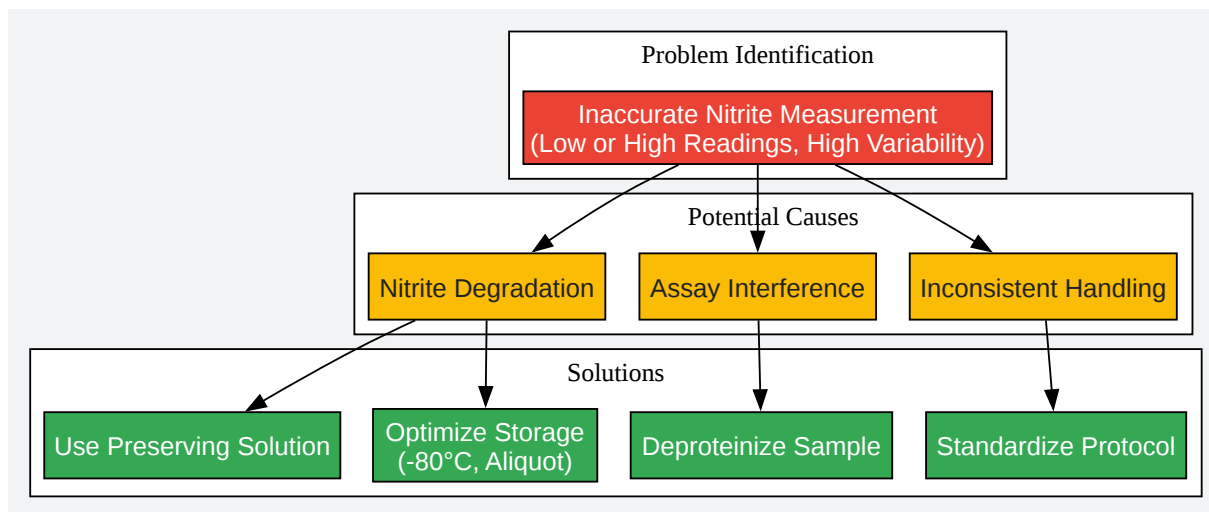 Problem Identification
Inaccurate Nitrite Measurement
(Low or High Readings, High Variability)
Potential Causes
Nitrite Degradation
Assay Interference
Inconsistent Handling
Solutions
Use Preserving Solution
Optimize Storage
(-80°C, Aliquot)
Deproteinize Sample
Standardize Protocol